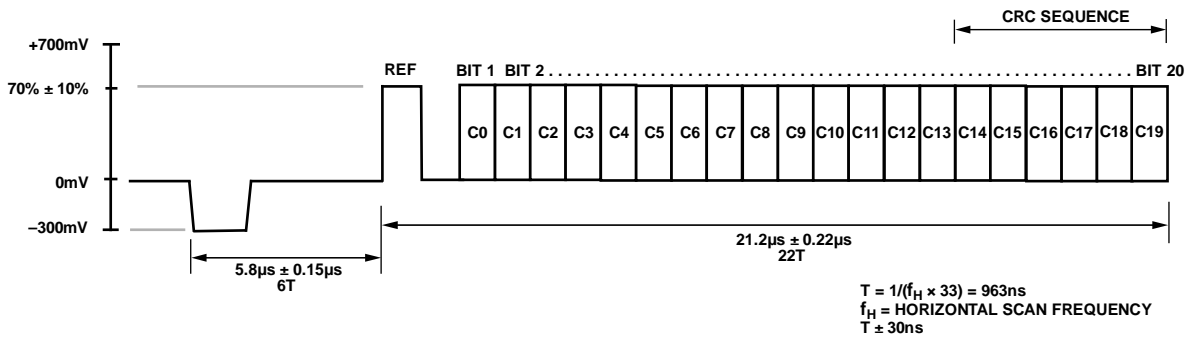 CRC SEQUENCE
+700mV
REF
BIT 1 BIT 2 . . . . . . . . . . . . . . . . . . . . . . . . . . . . . . . . . . . . . . . . . . . . . . . . . . . . . . . . . . . . . . . . . . . . BIT 20
70% ± 10%
C0 C1 C2 C3 C4 C5 C6 C7 C8 C9 C10 C11 C12 C13 C14 C15 C16 C17 C18 C19
0mV
–300mV
21.2µs ± 0.22µs
22T
5.8µs ± 0.15µs
6T
T = 1/(fH × 33) = 963ns
fH = HORIZONTAL SCAN FREQUENCY
T ± 30ns